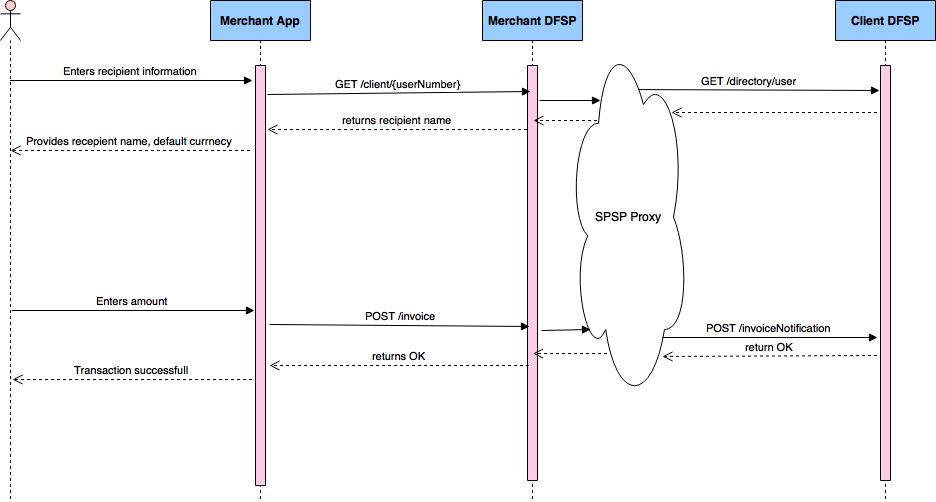 Merchant App
Merchant DFSP
Client DFSP
Enters recipient information
GET /client/{userNumber}
GET /directory/user
returns recipient name
Provides recepient name, default currnecy
SPSP Proxy
Enters amount
POST /invoice
POST /invoiceNotification
return OK
returns OK
Transaction successfull